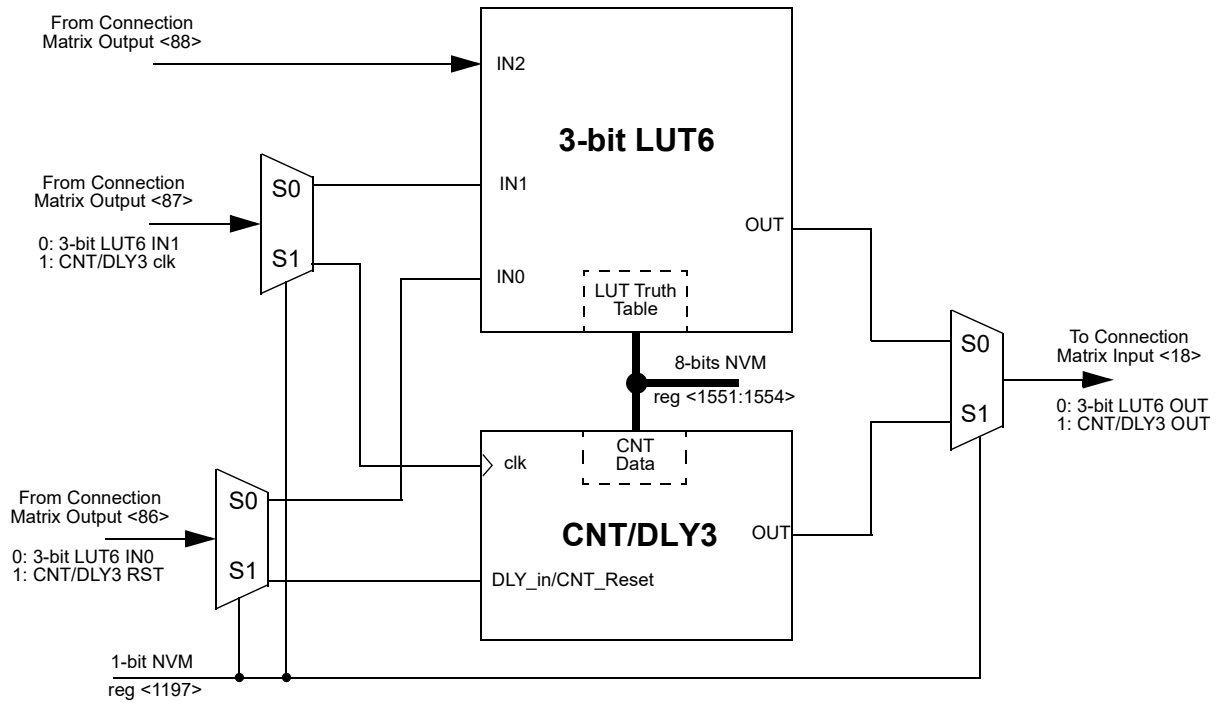 From Connection
Matrix Output <88>
IN2
3-bit LUT6
From Connection
Matrix Output <87>
0: 3-bit LUT6 IN1
1: CNT/DLY3 clk
S0
S1
IN1
IN0
OUT
LUT Truth
Table
8-bits NVM
reg <1551:1554>
S0
S1
To Connection
Matrix Input <18>
0: 3-bit LUT6 OUT
1: CNT/DLY3 OUT
CNT
Data
clk
CNT/DLY3
OUT
DLY_in/CNT_Reset
From Connection
Matrix Output <86>
0: 3-bit LUT6 IN0
1: CNT/DLY3 RST
S0
S1
1-bit NVM
reg <1197>